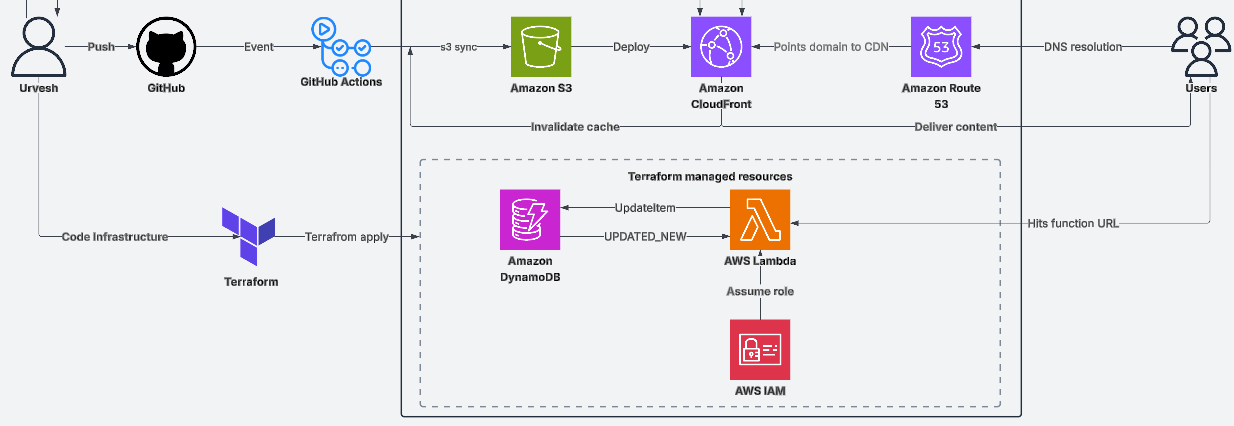 Push
Event
s3 sync
Deploy
Points domain to CDN
53
DNS resolution
Urvesh
GitHub
GitHub Actions
Amazon S3
Amazon
CloudFront
Amazon Route
53
Users
Invalidate cache
Deliver content
Terraform managed resources
UpdateItem
Hits function URL
Code Infrastructure
Terrafrom apply
UPDATED_NEW
Amazon
DynamoDB
AWS Lambda
Terraform
Assume role
AWS IAM